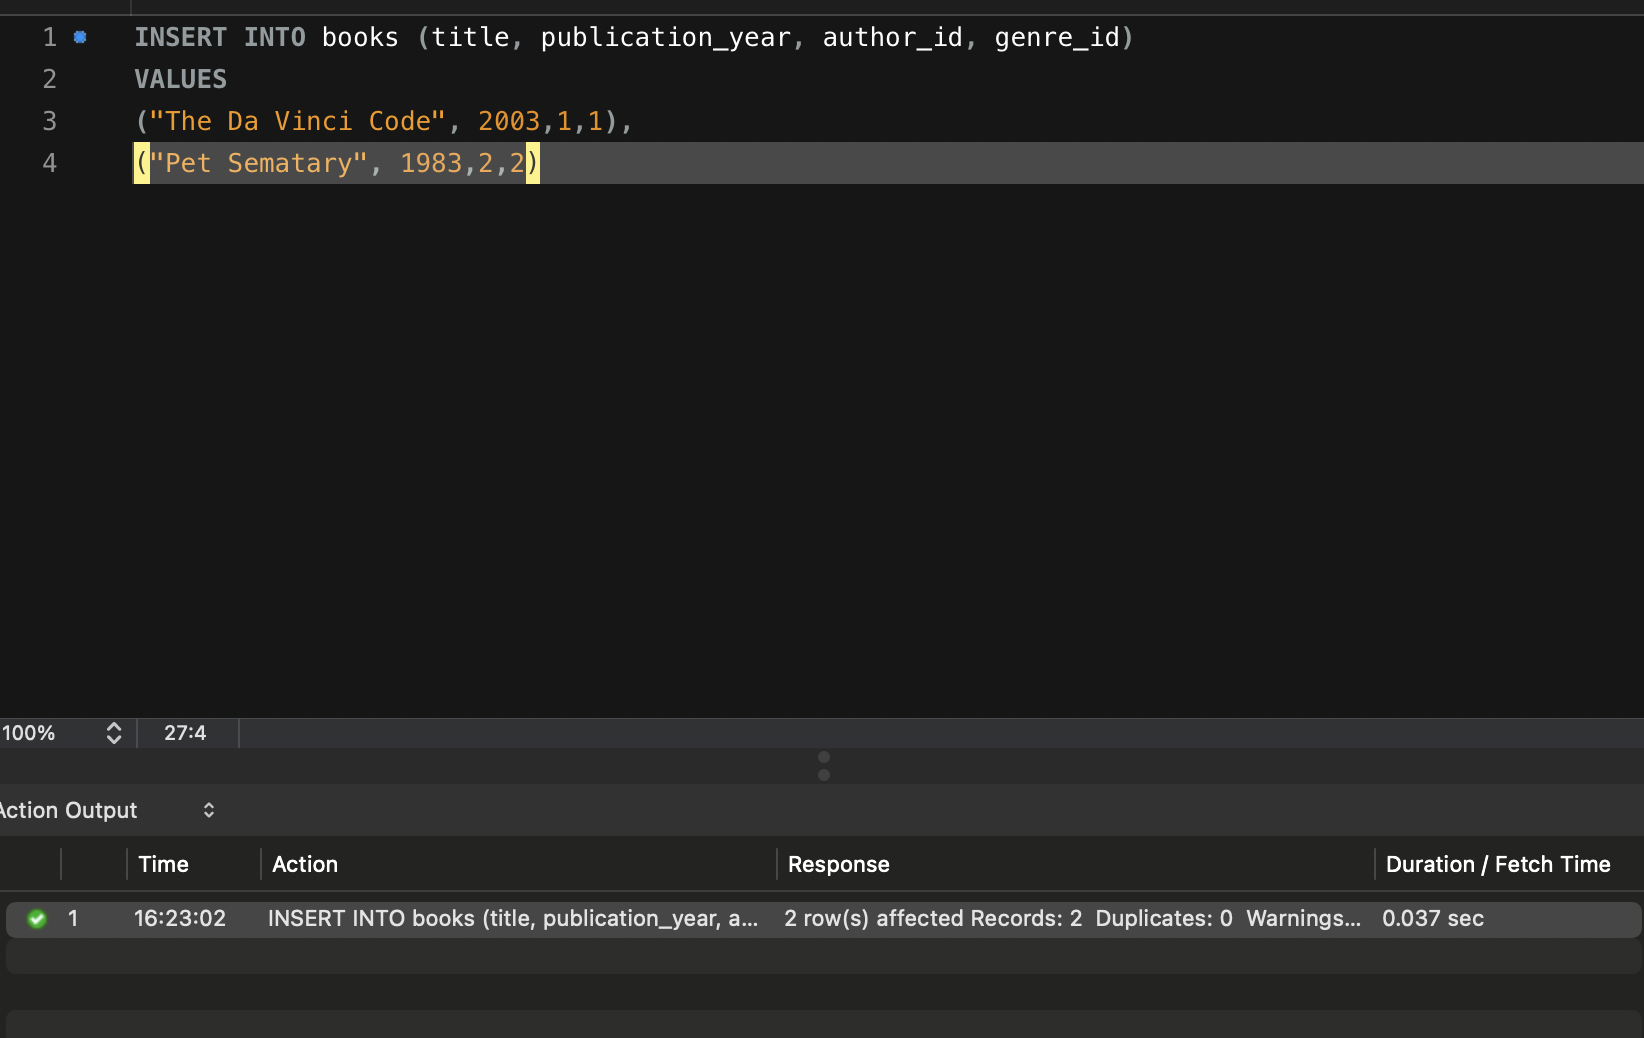 1 INSERT INTO books (title, publication_year, author_id, genre_id)
2 VALUES
3 ("The Da Vinci Code", 2003,1,1),
4 ("Pet Sematary", 1983,2,2)
100% 27:4
Action Output
Time Action Response Duration / Fetch Time
1 16:23:02 INSERT INTO books (title, publication_year, a... 2 row(s) affected Records: 2 Duplicates: 0 Warnings... 0.037 sec